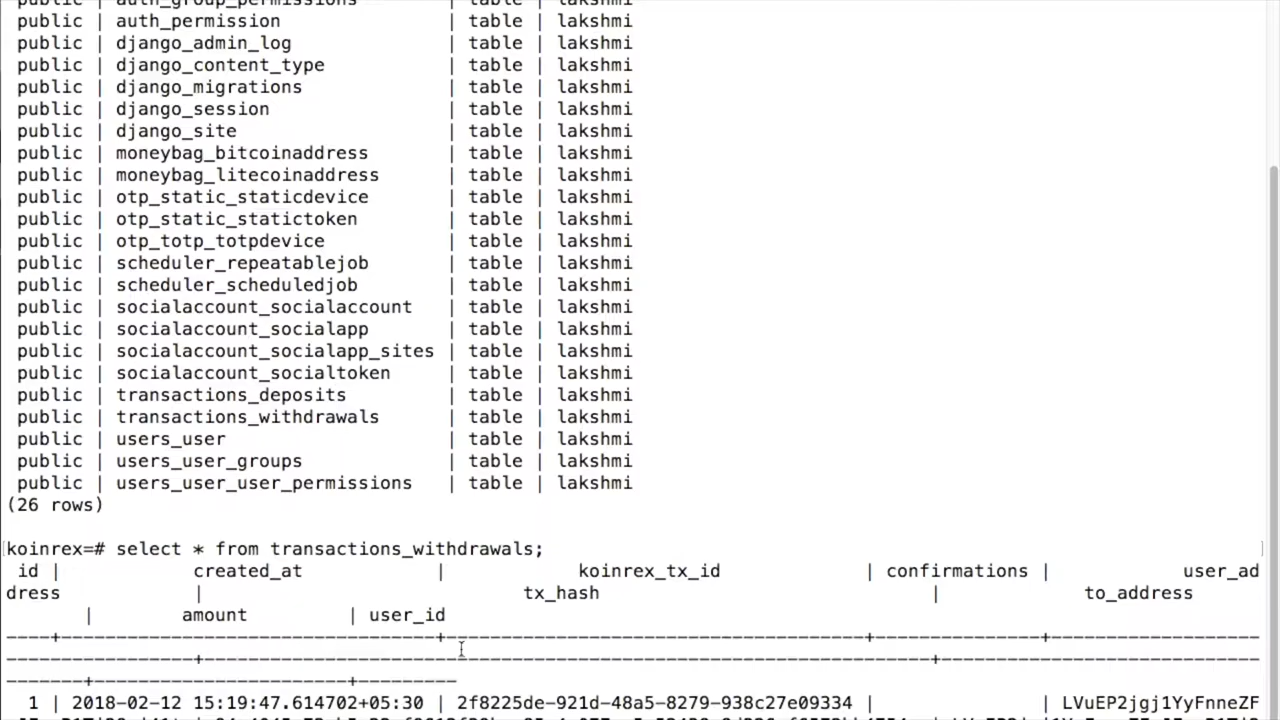 public | auth_group_permissions | table | lakshmi
public | auth_permission | table | lakshmi
public | django_admin_log | table | lakshmi
public | django_content_type | table | lakshmi
public | django_migrations | table | lakshmi
public | django_session | table | lakshmi
public | django_site | table | lakshmi
public | moneybag_bitcoinaddress | table | lakshmi
public | moneybag_litecoinaddress | table | lakshmi
public | otp_static_staticdevice | table | lakshmi
public | otp_static_statictoken | table | lakshmi
public | otp_totp_totpdevice | table | lakshmi
public | scheduler_repeatablejob | table | lakshmi
public | scheduler_scheduledjob | table | lakshmi
public | socialaccount_socialaccount | table | lakshmi
public | socialaccount_socialapp | table | lakshmi
public | socialaccount_socialapp_sites | table | lakshmi
public | socialaccount_socialtoken | table | lakshmi
public | transactions_deposits | table | lakshmi
public | transactions_withdrawals | table | lakshmi
public | users_user | table | lakshmi
public | users_user_groups | table | lakshmi
public | users_user_user_permissions | table | lakshmi
(26 rows)
koinrex=# select * from transactions_withdrawals;
id | created_at | koinrex_tx_id | confirmations | user_ad
dress | tx_hash | to_address
| amount | user_id
----+---------------------------------+-------------------------------------+---------------+-------------------
-----------------+------------------------------------------------------------------+----------------------------
-------+-----------------------+---------
1 | 2018-02-12 15:19:47.614702+05:30 | 2f8225de-921d-48a5-8279-938c27e09334 | | LVuEP2jgj1YyFnneZF